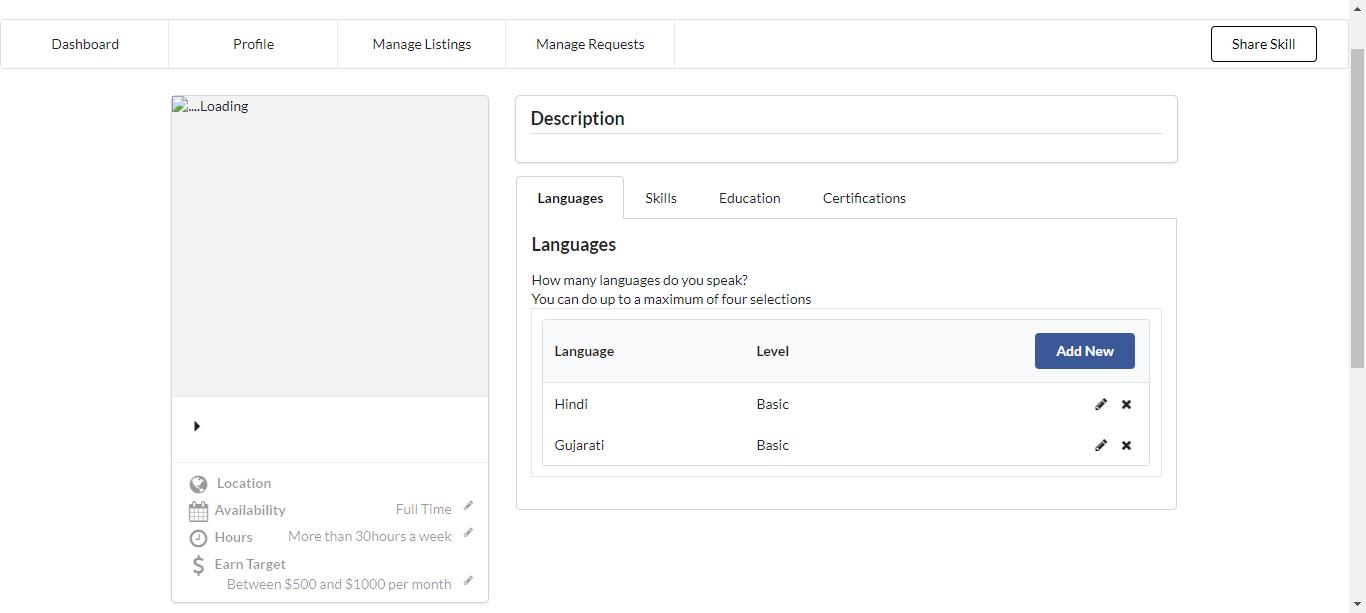 Dashboard Profile Manage Listings Manage Requests Share Skill
....Loading
Location
Availability Full Time
Hours More than 30hours a week
Earn Target
Between $500 and $1000 per month
Description
Languages Skills Education Certifications
Languages
How many languages do you speak?
You can do up to a maximum of four selections
Language Level Add New
Hindi Basic
Gujarati Basic